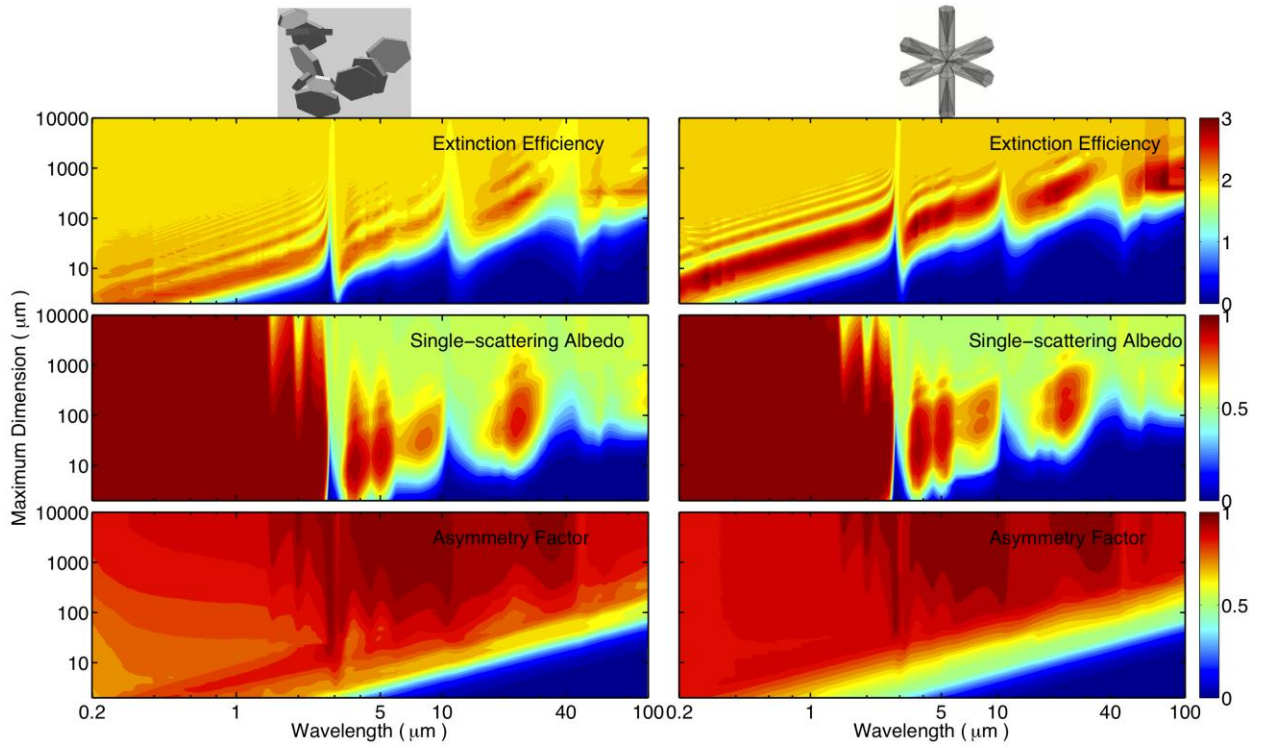 10000
1000
100
10
Extinction Efficiency
Extinction Efficiency
3
2
1
0
10000
1000
100
10
Single-scattering Albedo
Single-scattering Albedo
1
0.5
0
Maximum Dimension ( μm )
10000
1000
100
10
Asymmetry Factor
Asymmetry Factor
1
0.5
0
0.2 1 5 10 40 100
0.2 1 5 10 40 100
Wavelength ( μm )
Wavelength ( μm )